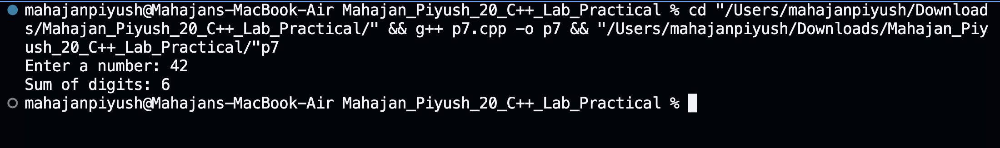 mahajanpiyush@Mahajans-MacBook-Air Mahajan_Piyush_20_C++_Lab_Practical % cd "/Users/mahajanpiyush/Download
s/Mahajan_Piyush_20_C++_Lab_Practical/" && g++ p7.cpp -o p7 && "/Users/mahajanpiyush/Downloads/Mahajan_Piy
ush_20_C++_Lab_Practical/"p7
Enter a number: 42
Sum of digits: 6
mahajanpiyush@Mahajans-MacBook-Air Mahajan_Piyush_20_C++_Lab_Practical %